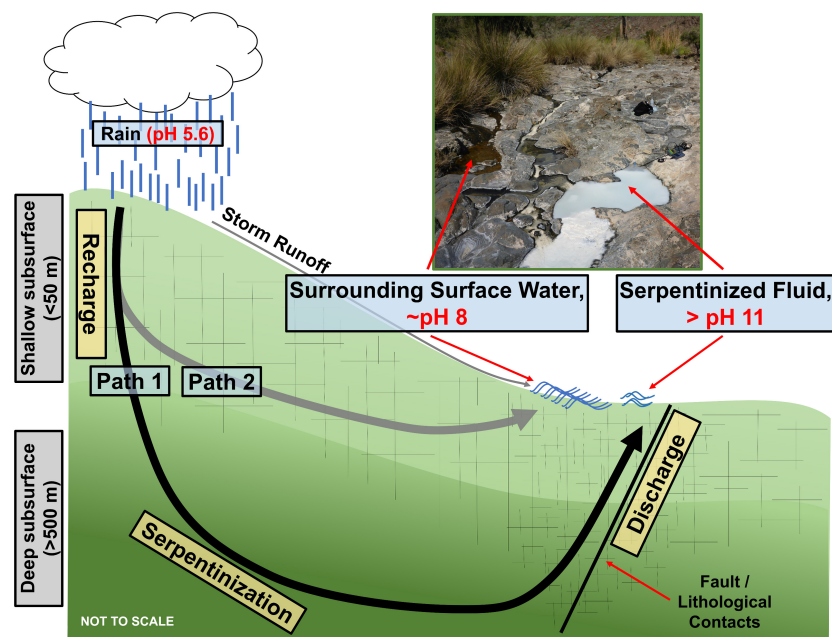 Rain (pH 5.6)
Storm Runoff
Surrounding Surface Water,
~pH 8
Serpentinized Fluid,
> pH 11
Shallow subsurface
(<50 m)
Recharge
Path 1
Path 2
Deep subsurface
(>500 m)
Serpentinization
Discharge
Fault /
Lithological
Contacts
NOT TO SCALE